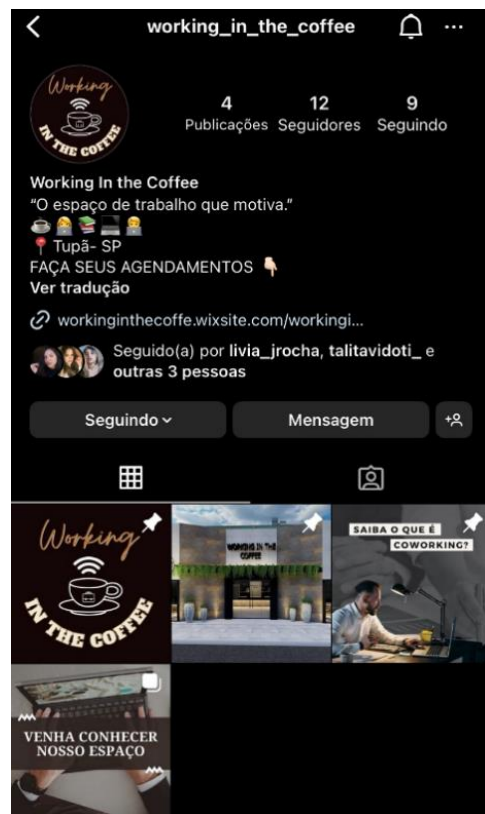 working_in_the_coffee
Working
IN THE COFFEE
4 12 9
Publicações Seguidores Seguindo
Working In the Coffee
“O espaço de trabalho que motiva.”
Tupã- SP
FAÇA SEUS AGENDAMENTOS
Ver tradução
workinginthecoffe.wixsite.com/workingi...
Seguido(a) por livia_jrocha, talitavidoti_ e
outras 3 pessoas
Seguindo
Mensagem
Working
IN THE COFFEE
WORKING IN THE
COFFEE
SAIBA O QUE É
COWORKING?
VENHA CONHECER
NOSSO ESPAÇO